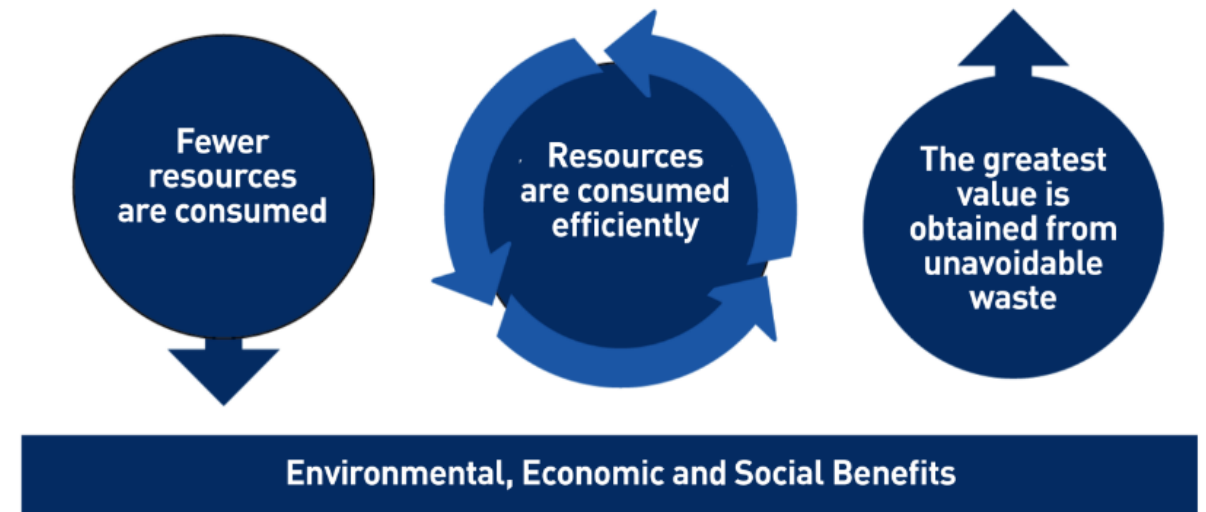 Fewer
resources
are consumed
Resources
are consumed
efficiently
The greatest
value is
obtained from
unavoidable
waste
Environmental, Economic and Social Benefits